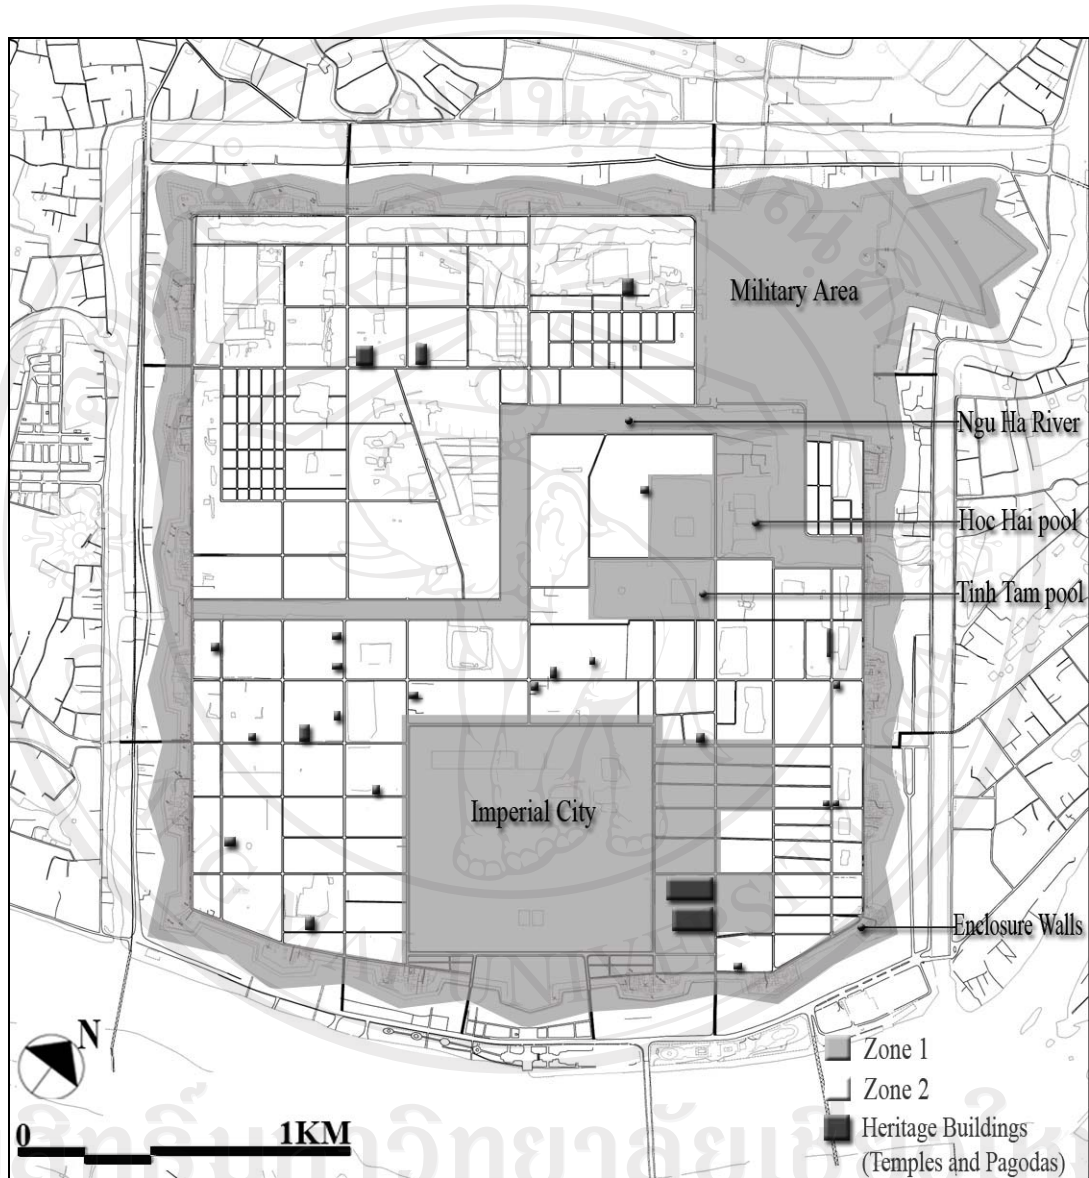 Military Area
Ngu Ha River
Hoc Hai pool
Tinh Tam pool
Imperial City
Enclosure Walls
N
Zone 1
Zone 2
Heritage Buildings
(Temples and Pagodas)
0 1KM